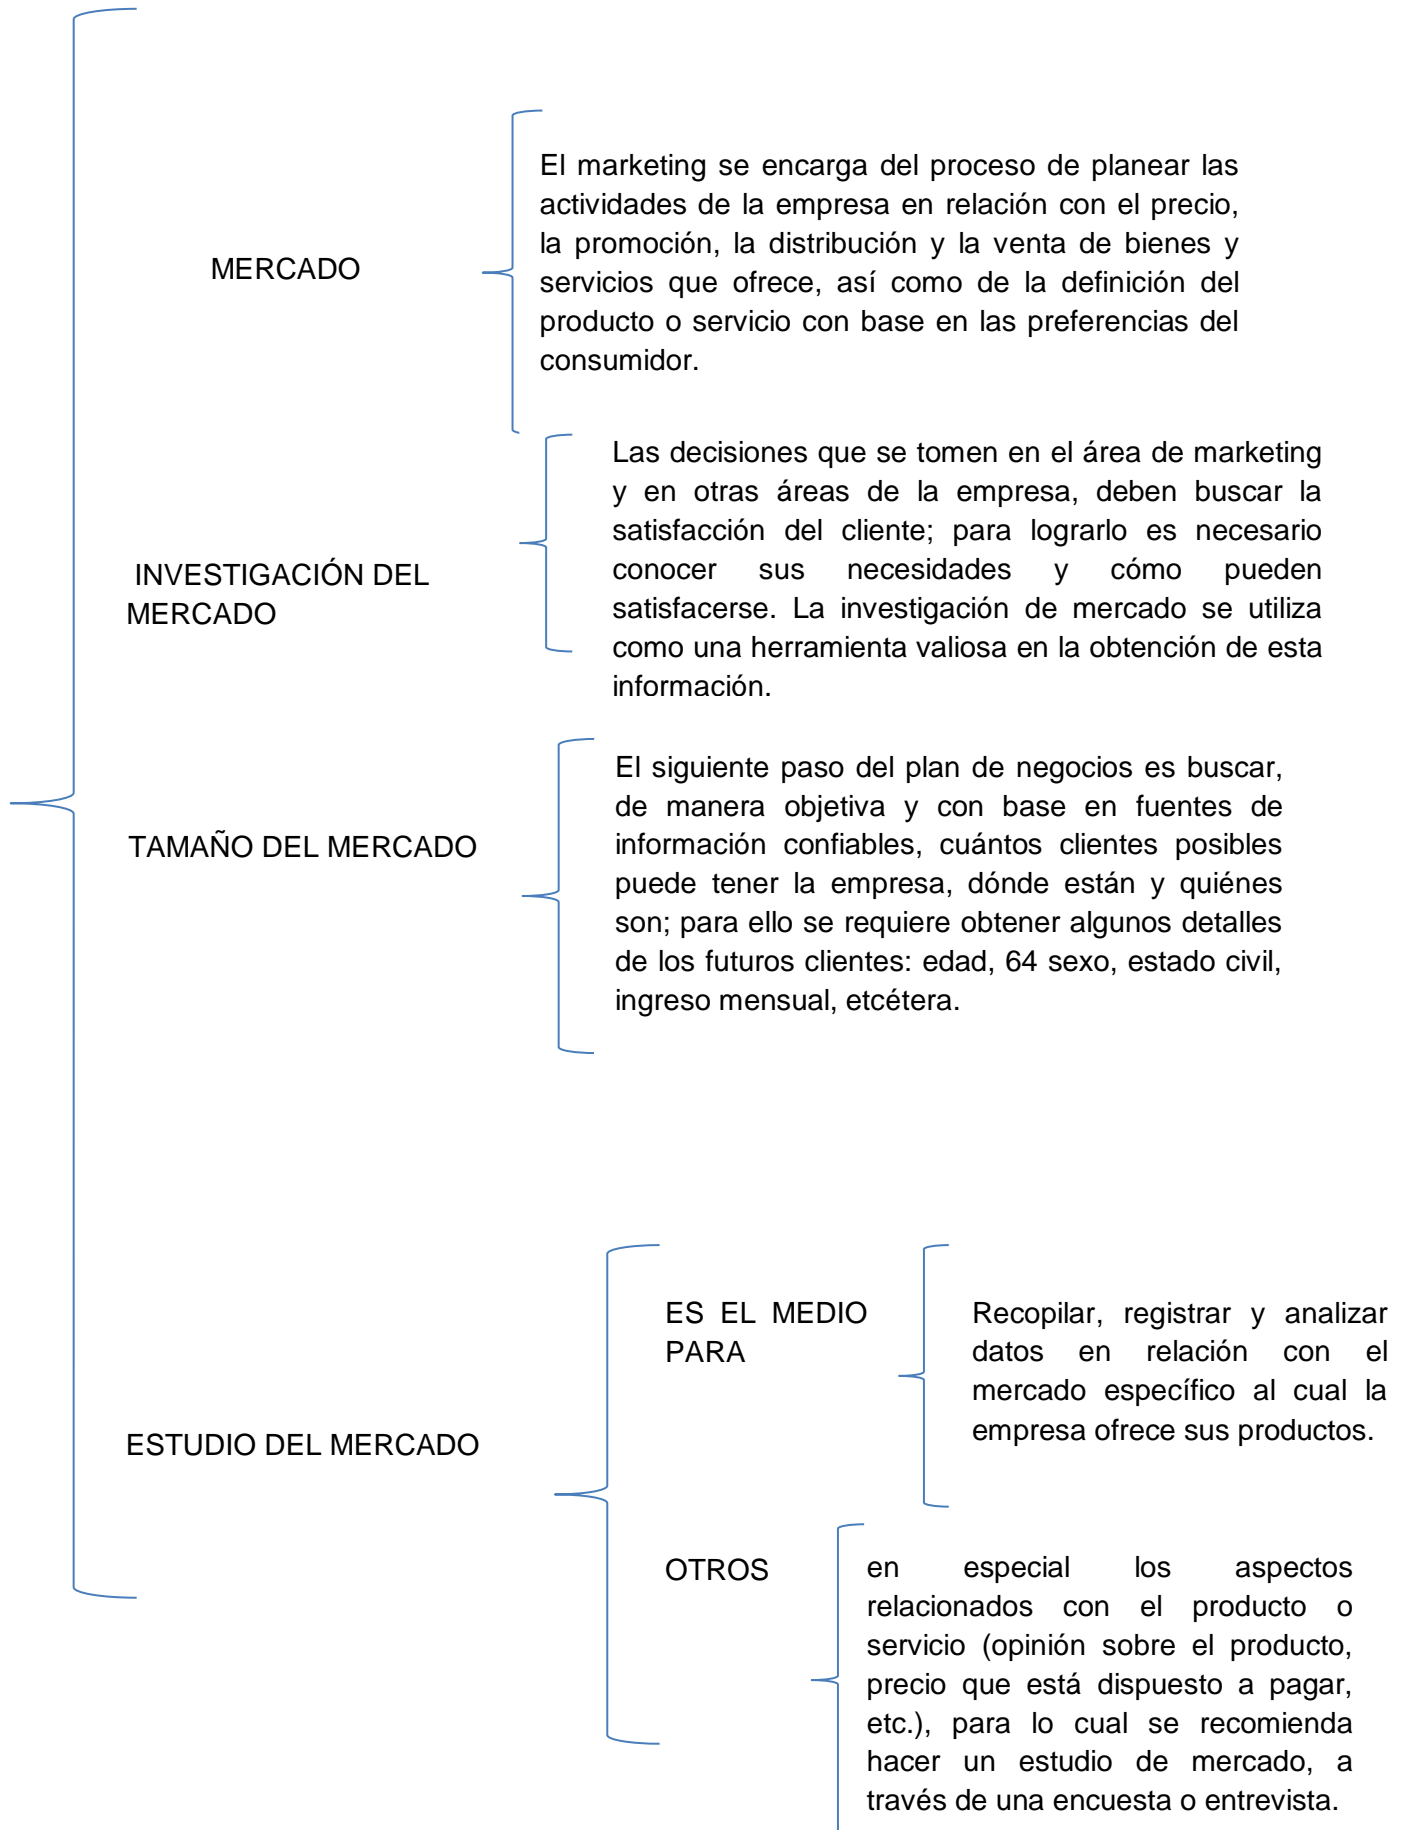 MERCADO
El marketing se encarga del proceso de planear las
actividades de la empresa en relación con el precio,
la promoción, la distribución y la venta de bienes y
servicios que ofrece, así como de la definición del
producto o servicio con base en las preferencias del
consumidor.
INVESTIGACIÓN DEL
MERCADO
Las decisiones que se tomen en el área de marketing
y en otras áreas de la empresa, deben buscar la
satisfacción del cliente; para lograrlo es necesario
conocer sus necesidades y cómo pueden
satisfacerse. La investigación de mercado se utiliza
como una herramienta valiosa en la obtención de esta
información.
TAMAÑO DEL MERCADO
El siguiente paso del plan de negocios es buscar,
de manera objetiva y con base en fuentes de
información confiables, cuántos clientes posibles
puede tener la empresa, dónde están y quiénes
son; para ello se requiere obtener algunos detalles
de los futuros clientes: edad, 64 sexo, estado civil,
ingreso mensual, etcétera.
ESTUDIO DEL MERCADO
ES EL MEDIO
PARA
Recopilar, registrar y analizar
datos en relación con el
mercado específico al cual la
empresa ofrece sus productos.
OTROS
en especial los aspectos
relacionados con el producto o
servicio (opinión sobre el producto,
precio que está dispuesto a pagar,
etc.), para lo cual se recomienda
hacer un estudio de mercado, a
través de una encuesta o entrevista.